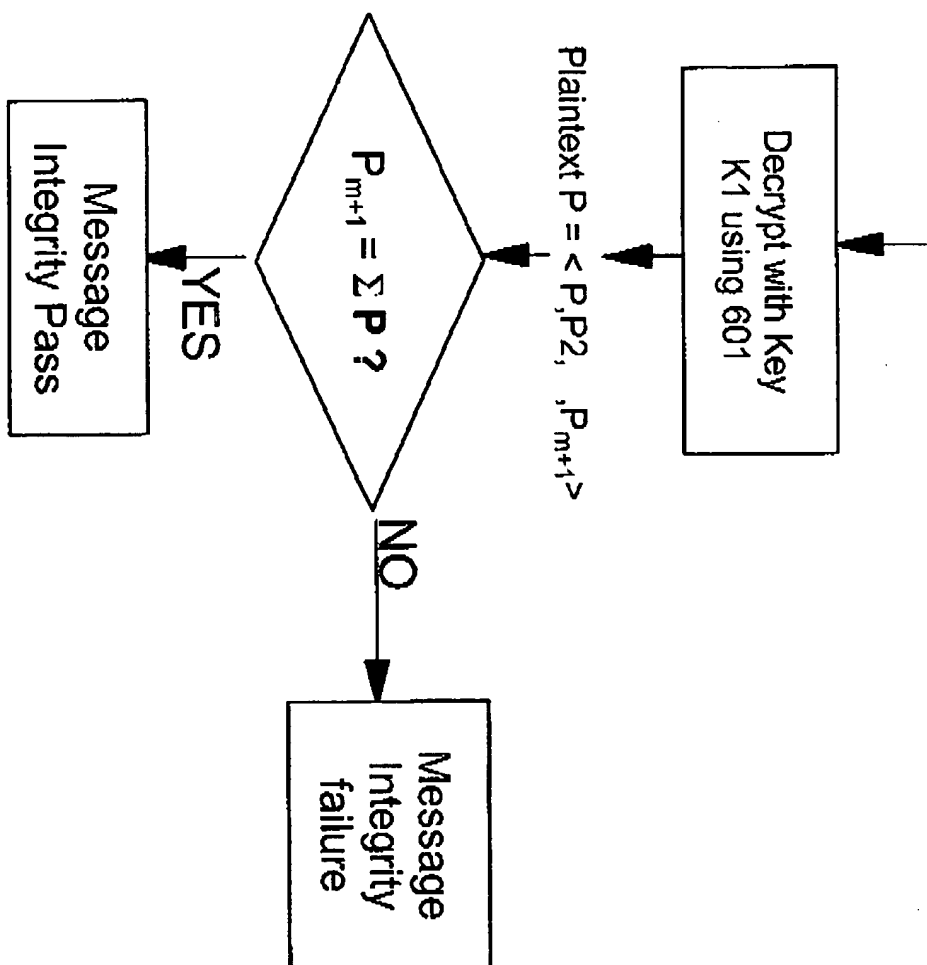 Decrypt with Key
K1 using 601
Plaintext P = < P,P2, ,Pm+1>
Pm+1 = Σ P ?
YES
Message
Integrity Pass
NO
Message
Integrity
failure